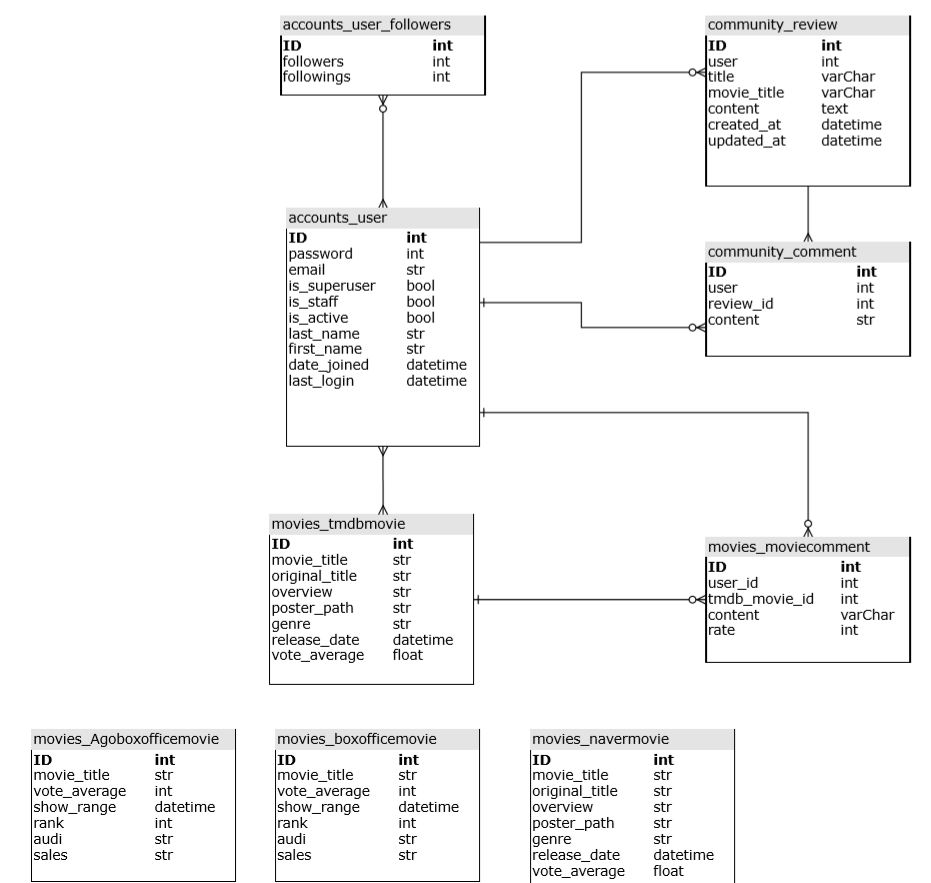 accounts_user_followers
ID int
followers int
followings int
community_review
ID int
user int
title varChar
movie_title varChar
content text
created_at datetime
updated_at datetime
accounts_user
ID int
password int
email str
is_superuser bool
is_staff bool
is_active bool
last_name str
first_name str
date_joined datetime
last_login datetime
community_comment
ID int
user int
review_id int
content str
movies_tmdbmovie
ID int
movie_title str
original_title str
overview str
poster_path str
genre str
release_date datetime
vote_average float
movies_moviecomment
ID int
user_id int
tmdb_movie_id int
content varChar
rate int
movies_Agoboxofficemovie
ID int
movie_title str
vote_average int
show_range datetime
rank int
audi str
sales str
movies_boxofficemovie
ID int
movie_title str
vote_average int
show_range datetime
rank int
audi str
sales str
movies_navermovie
ID int
movie_title str
original_title str
overview str
poster_path str
genre str
release_date datetime
vote_average float